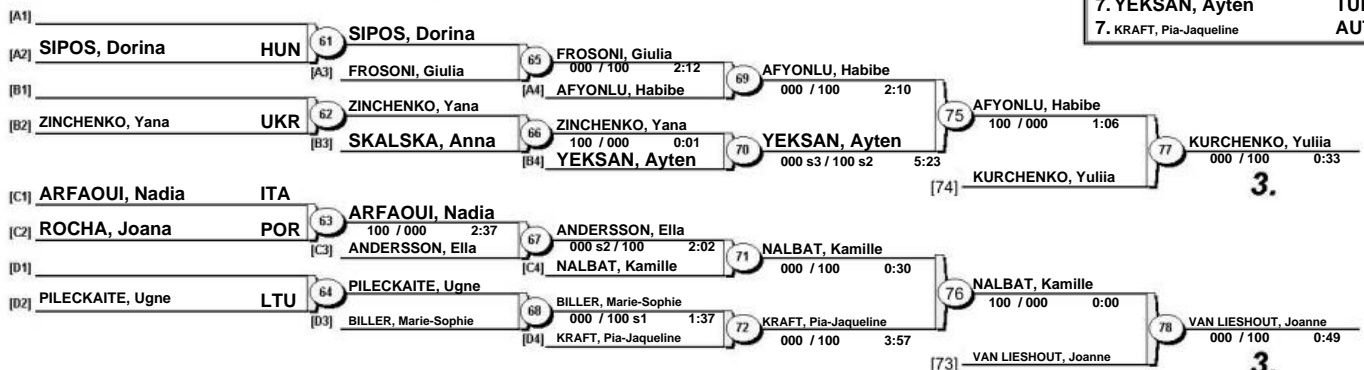 7. YEKSAN, Ayten
7. KRAFT, Pia-Jaqueline AUT
[A1]
[A2] SIPOS, Dorina HUN
61
SIPOS, Dorina
[A3] FROSONI, Giulia
65
FROSONI, Giulia
000 / 100 2:12
[A4] AFYONLU, Habibe
69
AFYONLU, Habibe
000 / 100 2:10
[B1]
[B2] ZINCHENKO, Yana UKR
62
ZINCHENKO, Yana
[B3] SKALSKA, Anna
66
ZINCHENKO, Yana
100 / 000 0:01
[B4] YEKSAN, Ayten
70
YEKSAN, Ayten
000 s3 / 100 s2 5:23
75
AFYONLU, Habibe
100 / 000 1:06
[74] KURCHENKO, Yuliia
77
KURCHENKO, Yuliia
000 / 100 0:33
3.
[C1] ARFAOUI, Nadia ITA
[C2] ROCHA, Joana POR
63
ARFAOUI, Nadia
100 / 000 2:37
[C3] ANDERSSON, Ella
67
ANDERSSON, Ella
000 s2 / 100 2:02
[C4] NALBAT, Kamille
71
NALBAT, Kamille
000 / 100 0:30
[D1]
[D2] PILECKAITE, Ugne LTU
64
PILECKAITE, Ugne
[D3] BILLER, Marie-Sophie
68
BILLER, Marie-Sophie
000 / 100 s1 1:37
[D4] KRAFT, Pia-Jaqueline
72
KRAFT, Pia-Jaqueline
000 / 100 3:57
76
NALBAT, Kamille
100 / 000 0:00
[73] VAN LIESHOUT, Joanne
78
VAN LIESHOUT, Joanne
000 / 100 0:49
3.